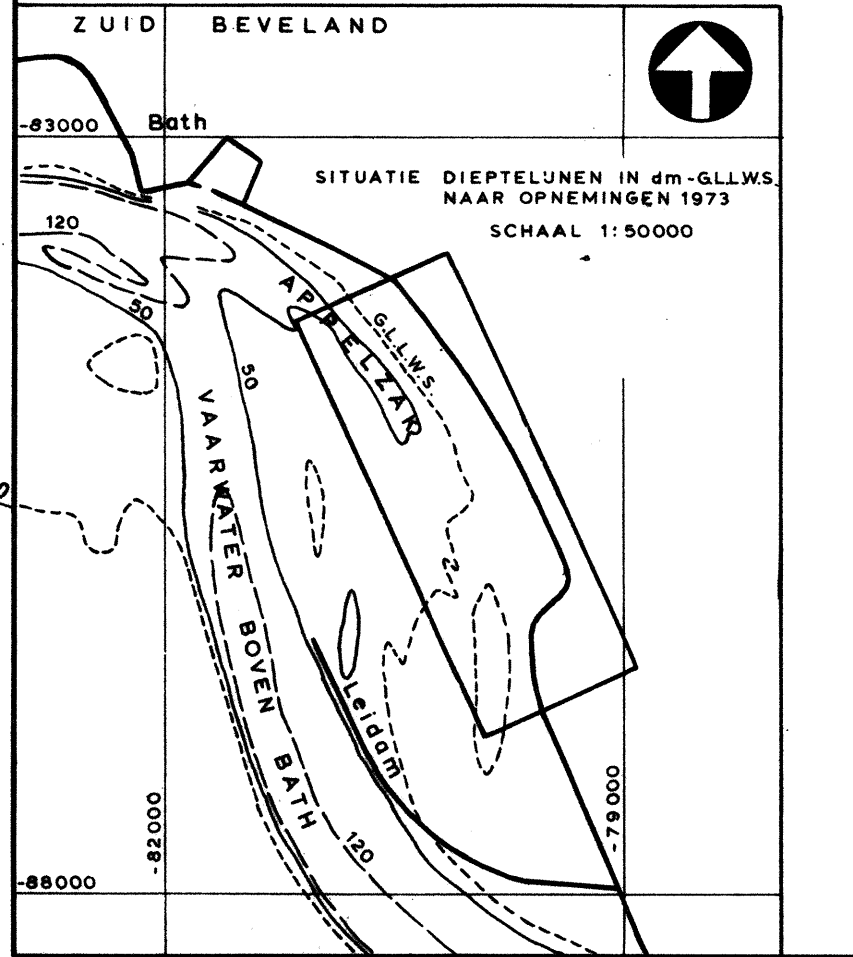 ZUID BEVELAND
-83000
Bath
SITUATIE DIEPTELIJNEN IN dm-G.L.L.W.S.
NAAR OPNEMINGEN 1973
SCHAAL 1:50000
120
50
APPELZAK
G.L.L.W.S.
50
VAARWATER BOVEN BATH
Leidam
-82000
-79000
120
-88000